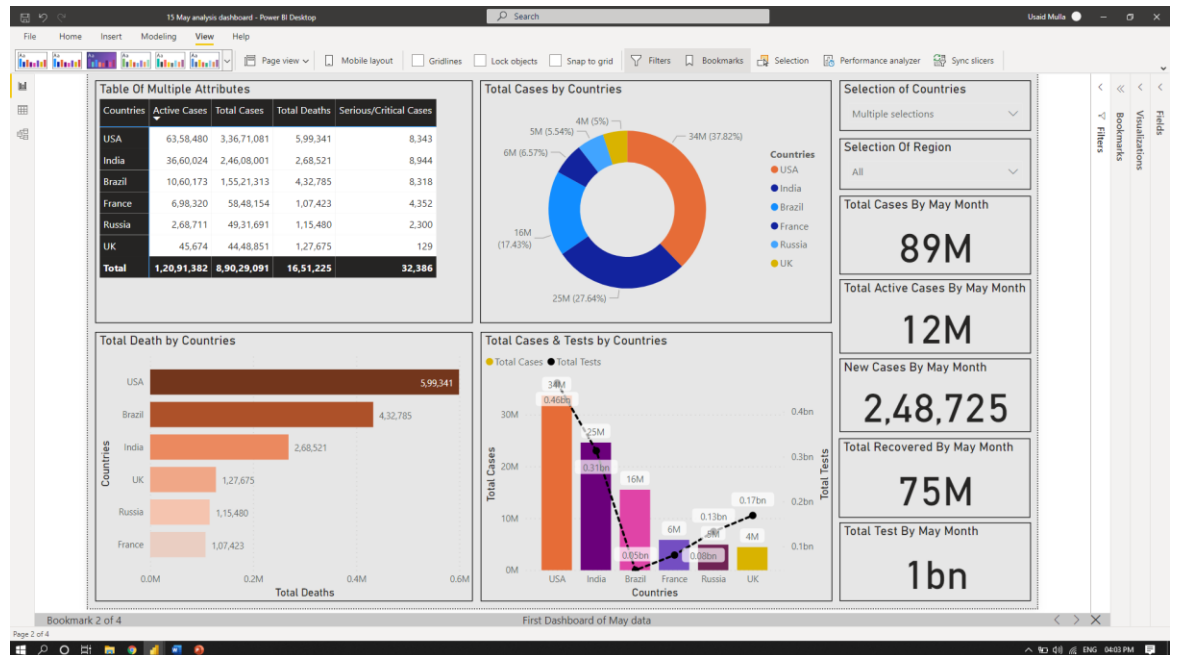 15 May analysis dashboard - Power BI Desktop
Search
Usaid Mulla
File Home Insert Modeling View Help
Page view Mobile layout Gridlines Lock objects Snap to grid Filters Bookmarks Selection Performance analyzer Sync slicers
Table Of Multiple Attributes
Countries Active Cases Total Cases Total Deaths Serious/Critical Cases
USA 63,58,480 3,36,71,081 5,99,341 8,343
India 36,60,024 2,46,08,001 2,68,521 8,944
Brazil 10,60,173 1,55,21,313 4,32,785 8,318
France 6,98,320 58,48,154 1,07,423 4,352
Russia 2,68,711 49,31,691 1,15,480 2,300
UK 45,674 44,48,851 1,27,675 129
Total 1,20,91,382 8,90,29,091 16,51,225 32,386
Total Cases by Countries
4M (5%)
5M (5.54%)
6M (6.57%)
16M
(17.43%)
25M (27.64%)
34M (37.82%)
Countries
USA
India
Brazil
France
Russia
UK
Selection of Countries
Multiple selections
Selection Of Region
All
Total Cases By May Month
89M
Total Active Cases By May Month
12M
New Cases By May Month
2,48,725
Total Recovered By May Month
75M
Total Test By May Month
1bn
Filters
Bookmarks
Visualizations
Fields
Total Death by Countries
Countries
USA 5,99,341
Brazil 4,32,785
India 2,68,521
UK 1,27,675
Russia 1,15,480
France 1,07,423
0.0M 0.2M 0.4M 0.6M
Total Deaths
Total Cases & Tests by Countries
Total Cases Total Tests
Total Cases
30M
20M
10M
0M
34M
0.46bn
25M
0.31bn
16M
0.05bn
6M
0.08bn
0.13bn
5M
0.17bn
4M
0.4bn
0.3bn
0.2bn
0.1bn
Total Tests
USA India Brazil France Russia UK
Countries
Bookmark 2 of 4
First Dashboard of May data
Page 2 of 4
ENG 04:03 PM